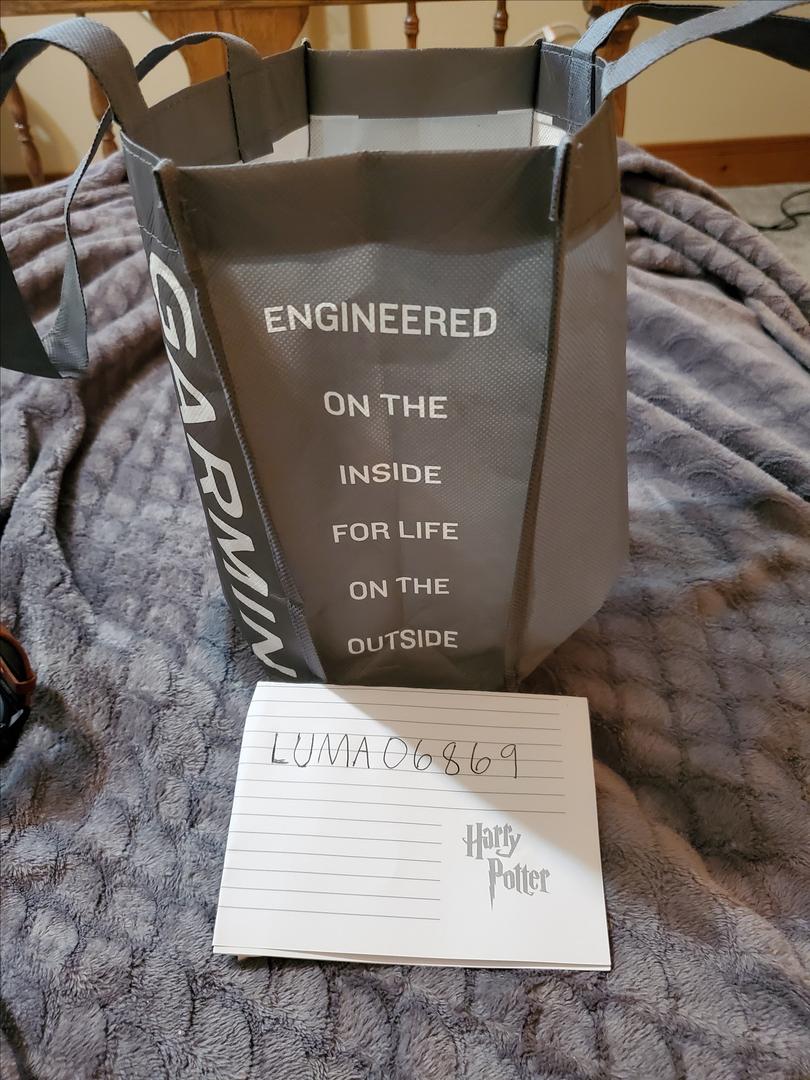 GARMIN
ENGINEERED
ON THE
INSIDE
FOR LIFE
ON THE
OUTSIDE
LUMA06869
Harry
Potter